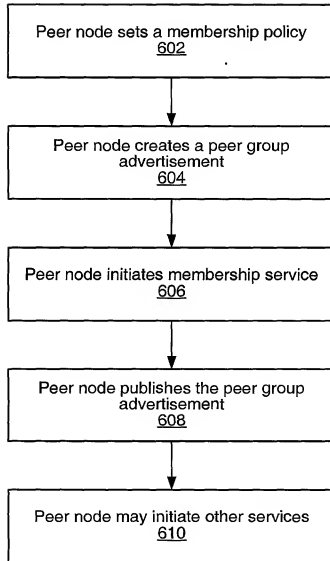 Peer node sets a membership policy
602
Peer node creates a peer group
advertisement
604
Peer node initiates membership service
606
Peer node publishes the peer group
advertisement
608
Peer node may initiate other services
610